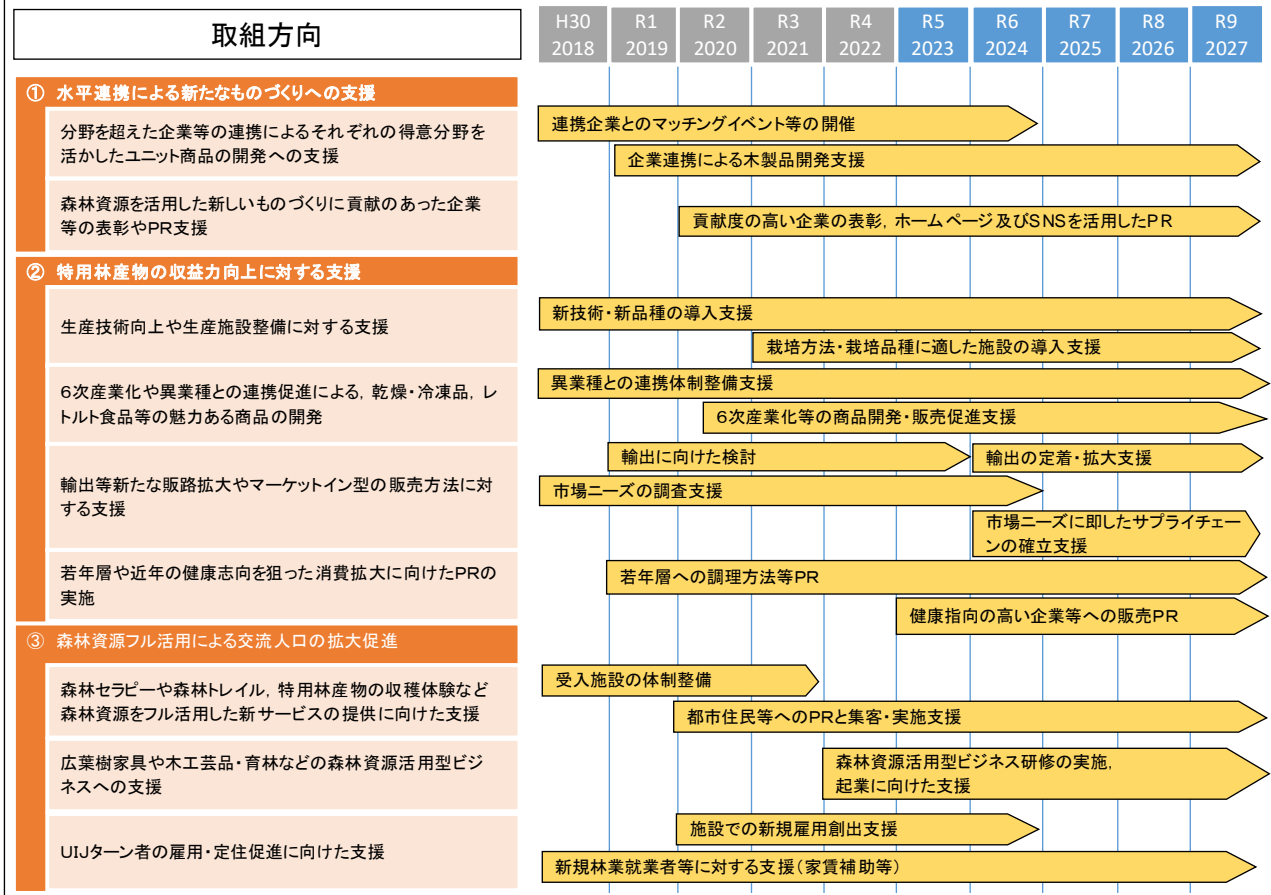 取組方向
H30 R1 R2 R3 R4 R5 R6 R7 R8 R9
2018 2019 2020 2021 2022 2023 2024 2025 2026 2027
① 水平連携による新たなものづくりへの支援
分野を超えた企業等の連携によるそれぞれの得意分野を
活かしたユニット商品の開発への支援
連携企業とのマッチングイベント等の開催
企業連携による木製品開発支援
森林資源を活用した新しいものづくりに貢献のあった企業
等の表彰やPR支援
貢献度の高い企業の表彰，ホームページ及びSNSを活用したPR
② 特用林産物の収益力向上に対する支援
生産技術向上や生産施設整備に対する支援
新技術・新品種の導入支援
栽培方法・栽培品種に適した施設の導入支援
６次産業化や異業種との連携促進による，乾燥・冷凍品，レ
トルト食品等の魅力ある商品の開発
異業種との連携体制整備支援
６次産業化等の商品開発・販売促進支援
輸出等新たな販路拡大やマーケットイン型の販売方法に対
する支援
輸出に向けた検討
輸出の定着・拡大支援
市場ニーズの調査支援
市場ニーズに即したサプライチェー
ンの確立支援
若年層や近年の健康志向を狙った消費拡大に向けたPRの
実施
若年層への調理方法等PR
健康指向の高い企業等への販売PR
③ 森林資源フル活用による交流人口の拡大促進
森林セラピーや森林トレイル，特用林産物の収穫体験など
森林資源をフル活用した新サービスの提供に向けた支援
受入施設の体制整備
都市住民等へのPRと集客・実施支援
広葉樹家具や木工芸品・育林などの森林資源活用型ビジ
ネスへの支援
森林資源活用型ビジネス研修の実施，
起業に向けた支援
UIJターン者の雇用・定住促進に向けた支援
施設での新規雇用創出支援
新規林業就業者等に対する支援（家賃補助等）